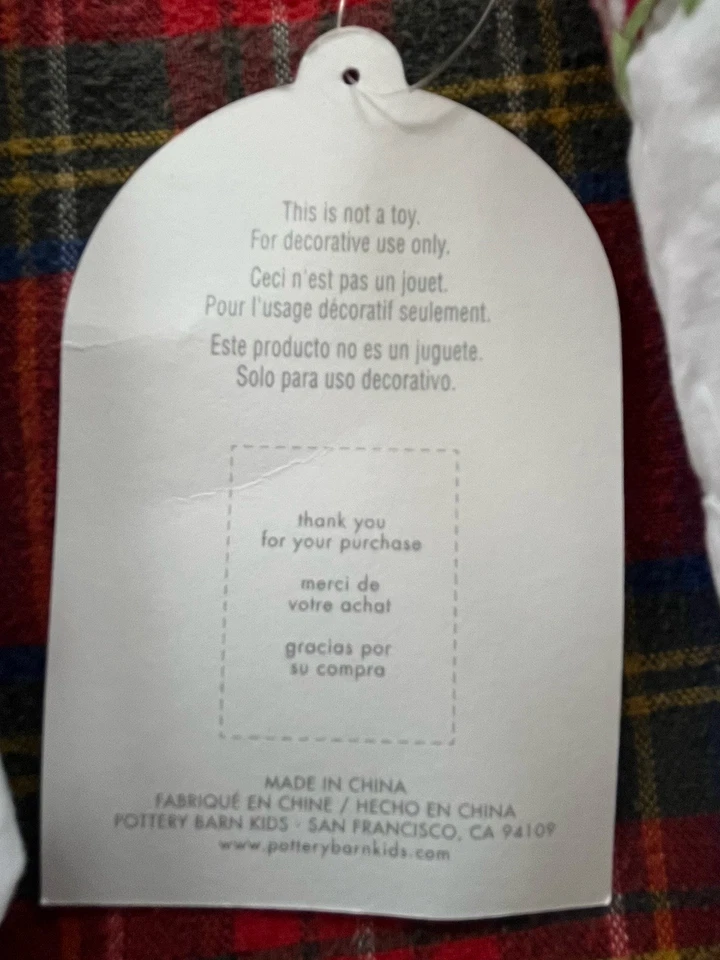 This is not a toy.
For decorative use only.
Ceci n'est pas un jouet.
Pour l'usage décoratif seulement.
Este producto no es un juguete.
Solo para uso decorativo.
thank you
for your purchase
merci de
votre achat
gracias por
su compra
MADE IN CHINA
FABRIQUÉ EN CHINE / HECHO EN CHINA
POTTERY BARN KIDS · SAN FRANCISCO, CA 94109
www.potterybarnkids.com